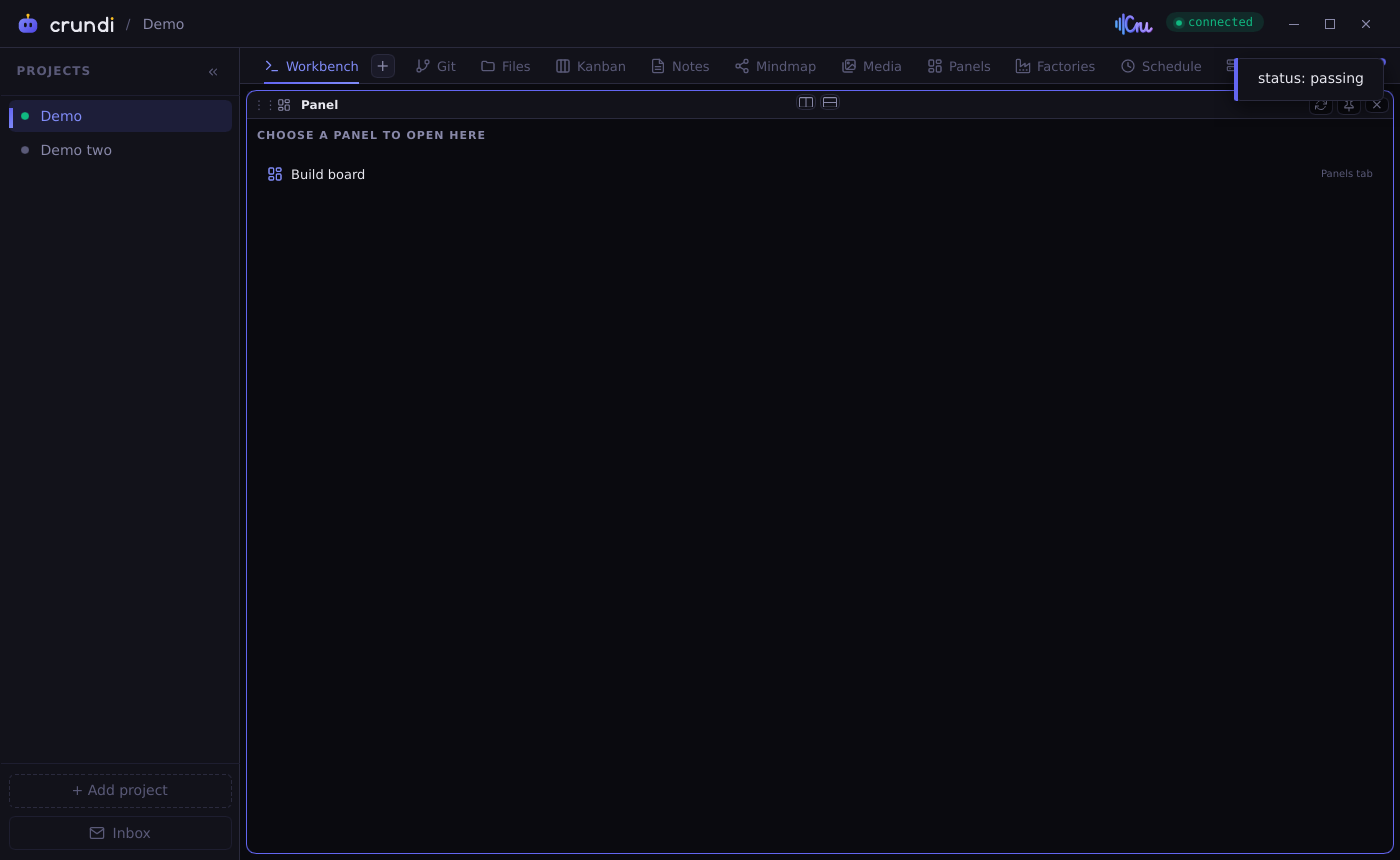 crundi / Demo
Cru
connected
PROJECTS «
Workbench + Git Files Kanban Notes Mindmap Media Panels Factories Schedule
status: passing
Demo
Demo two
Panel
CHOOSE A PANEL TO OPEN HERE
Build board
Panels tab
+ Add project
Inbox